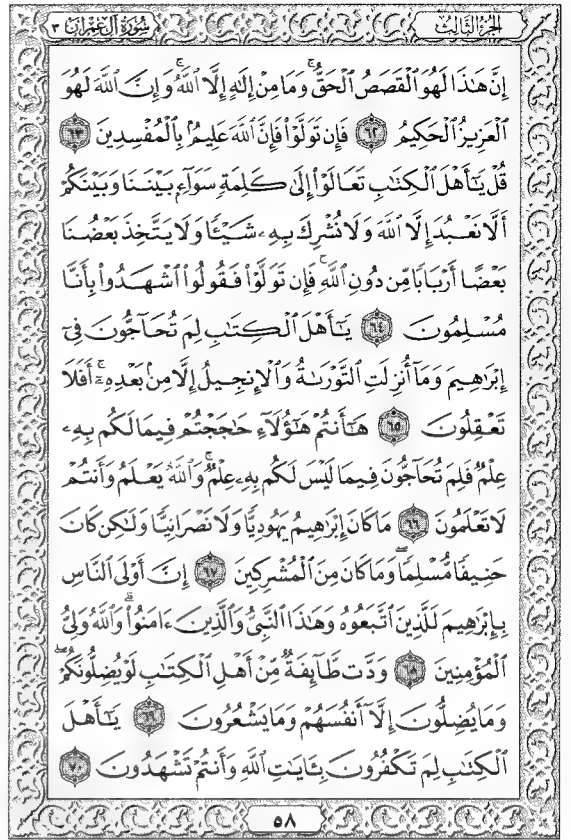 الجزء الثالث
سورة آل عمران ٣
إِنَّ هَٰذَا لَهُوَ ٱلْقَصَصُ ٱلْحَقُّ ۚ وَمَا مِنْ إِلَٰهٍ إِلَّا ٱللَّهُ ۚ وَإِنَّ ٱللَّهَ لَهُوَ
ٱلْعَزِيزُ ٱلْحَكِيمُ ٦٢ فَإِن تَوَلَّوْا۟ فَإِنَّ ٱللَّهَ عَلِيمٌۢ بِٱلْمُفْسِدِينَ ٦٣
قُلْ يَٰٓأَهْلَ ٱلْكِتَٰبِ تَعَالَوْا۟ إِلَىٰ كَلِمَةٍ سَوَآءٍۭ بَيْنَنَا وَبَيْنَكُمْ
أَلَّا نَعْبُدَ إِلَّا ٱللَّهَ وَلَا نُشْرِكَ بِهِۦ شَيْـًٔا وَلَا يَتَّخِذَ بَعْضُنَا
بَعْضًا أَرْبَابًا مِّن دُونِ ٱللَّهِ ۚ فَإِن تَوَلَّوْا۟ فَقُولُوا۟ ٱشْهَدُوا۟ بِأَنَّا
مُسْلِمُونَ ٦٤ يَٰٓأَهْلَ ٱلْكِتَٰبِ لِمَ تُحَآجُّونَ فِىٓ
إِبْرَٰهِيمَ وَمَآ أُنزِلَتِ ٱلتَّوْرَىٰةُ وَٱلْإِنجِيلُ إِلَّا مِنۢ بَعْدِهِۦٓ ۚ أَفَلَا
تَعْقِلُونَ ٦٥ هَٰٓأَنتُمْ هَٰٓؤُلَآءِ حَٰجَجْتُمْ فِيمَا لَكُم بِهِۦ
عِلْمٌ فَلِمَ تُحَآجُّونَ فِيمَا لَيْسَ لَكُم بِهِۦ عِلْمٌ ۚ وَٱللَّهُ يَعْلَمُ وَأَنتُمْ
لَا تَعْلَمُونَ ٦٦ مَا كَانَ إِبْرَٰهِيمُ يَهُودِيًّا وَلَا نَصْرَانِيًّا وَلَٰكِن كَانَ
حَنِيفًا مُّسْلِمًا ۖ وَمَا كَانَ مِنَ ٱلْمُشْرِكِينَ ٦٧ إِنَّ أَوْلَى ٱلنَّاسِ
بِإِبْرَٰهِيمَ لَلَّذِينَ ٱتَّبَعُوهُ وَهَٰذَا ٱلنَّبِىُّ وَٱلَّذِينَ ءَامَنُوا۟ ۗ وَٱللَّهُ وَلِىُّ
ٱلْمُؤْمِنِينَ ٦٨ وَدَّت طَّآئِفَةٌ مِّنْ أَهْلِ ٱلْكِتَٰبِ لَوْ يُضِلُّونَكُمْ ۖ
وَمَا يُضِلُّونَ إِلَّآ أَنفُسَهُمْ وَمَا يَشْعُرُونَ ٦٩ يَٰٓأَهْلَ
ٱلْكِتَٰبِ لِمَ تَكْفُرُونَ بِـَٔايَٰتِ ٱللَّهِ وَأَنتُمْ تَشْهَدُونَ ٧٠
٥٨